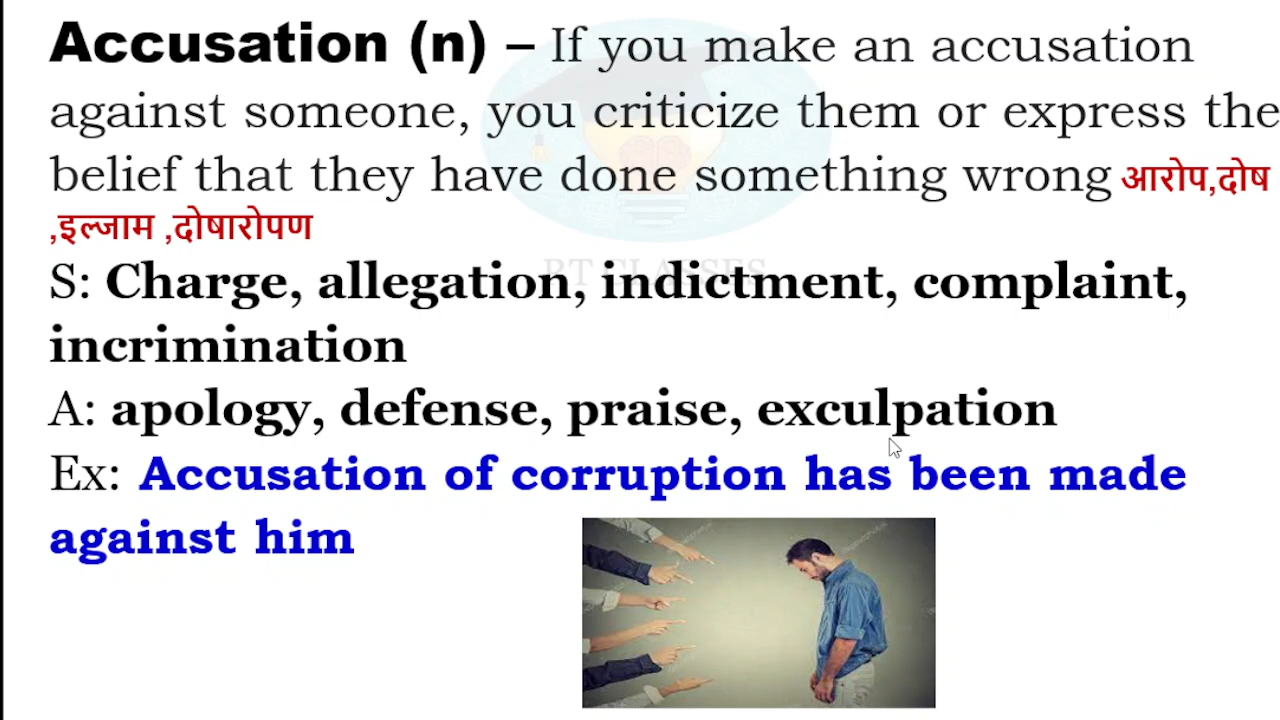 Accusation (n) – If you make an accusation
against someone, you criticize them or express the
belief that they have done something wrong आरोप,दोष
,इल्जाम ,दोषारोपण
RT CLASSES
S: Charge, allegation, indictment, complaint,
incrimination
A: apology, defense, praise, exculpation
Ex: Accusation of corruption has been made
against him